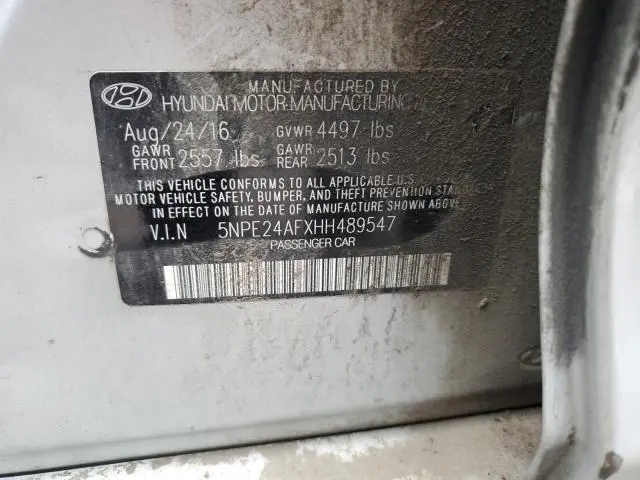 MANUFACTURED BY
HYUNDAI MOTOR MANUFACTURING
Aug/24/16 GVWR 4497 lbs
GAWR FRONT 2557 lbs GAWR REAR 2513 lbs
THIS VEHICLE CONFORMS TO ALL APPLICABLE U.S.
MOTOR VEHICLE SAFETY, BUMPER, AND THEFT PREVENTION
IN EFFECT ON THE DATE OF MANUFACTURE SHOWN ABOVE
V.I.N 5NPE24AFXHH489547
PASSENGER CAR